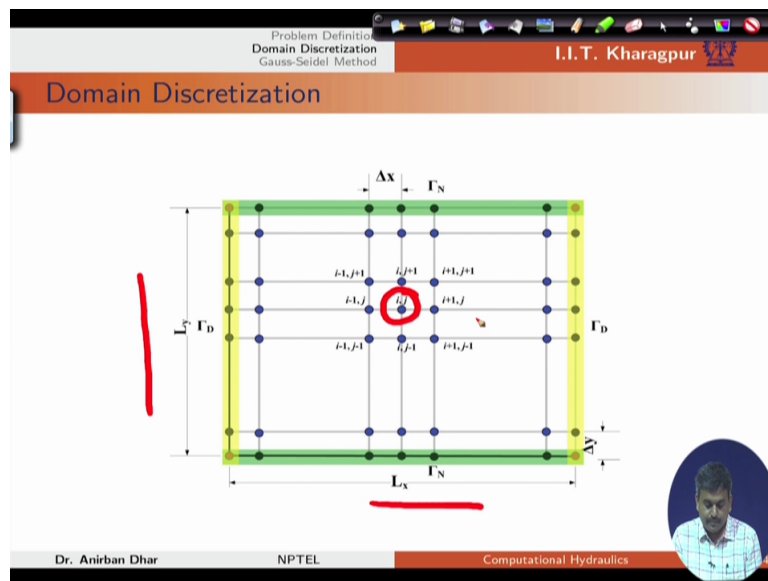 Problem Definition
Domain Discretization
Gauss-Seidel Method
I.I.T. Kharagpur
Domain Discretization
Δx
ΓN
i-1, j+1
i, j+1
i+1, j+1
i-1, j
i, j
i+1, j
Ly
ΓD
ΓD
i-1, j-1
i, j-1
i+1, j-1
Δy
ΓN
Lx
Dr. Anirban Dhar
NPTEL
Computational Hydraulics